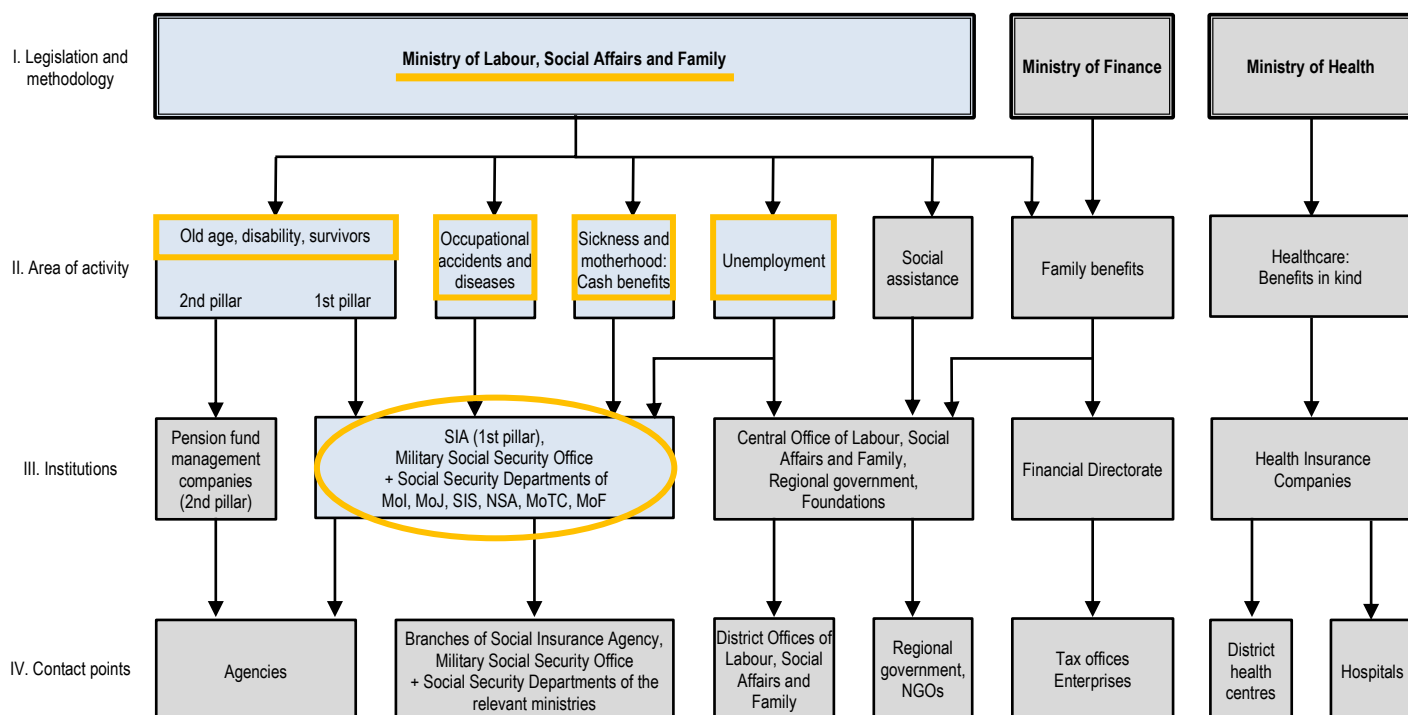 I. Legislation and
methodology
Ministry of Labour, Social Affairs and Family
Ministry of Finance
Ministry of Health
II. Area of activity
Old age, disability, survivors
2nd pillar
1st pillar
Occupational
accidents and
diseases
Sickness and
motherhood:
Cash benefits
Unemployment
Social
assistance
Family benefits
Healthcare:
Benefits in kind
III. Institutions
Pension fund
management
companies
(2nd pillar)
SIA (1st pillar),
Military Social Security Office
+ Social Security Departments of
MoI, MoJ, SIS, NSA, MoTC, MoF
Central Office of Labour, Social
Affairs and Family,
Regional government,
Foundations
Financial Directorate
Health Insurance
Companies
IV. Contact points
Agencies
Branches of Social Insurance Agency,
Military Social Security Office
+ Social Security Departments of the
relevant ministries
District Offices of
Labour, Social
Affairs and
Family
Regional
government,
NGOs
Tax offices
Enterprises
District
health
centres
Hospitals